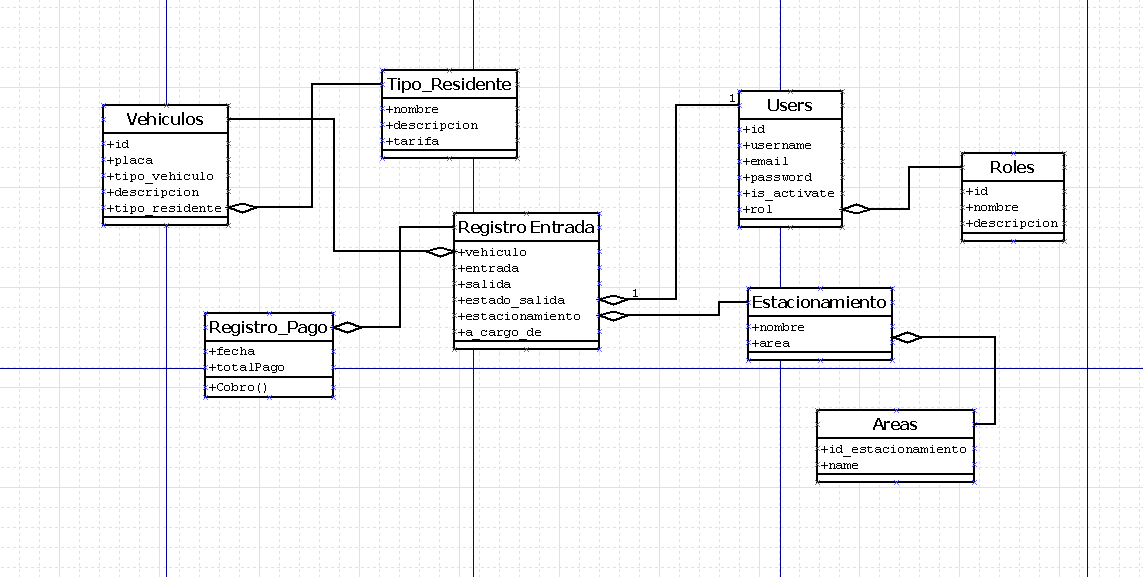 Vehiculos
+id
+placa
+tipo_vehiculo
+descripcion
+tipo_residente
Tipo_Residente
+nombre
+descripcion
+tarifa
Registro Entrada
+vehiculo
+entrada
+salida
+estado_salida
+estacionamiento
+a_cargo_de
1
1
Registro_Pago
+fecha
+totalPago
+Cobro()
Users
+id
+username
+email
+password
+is_activate
+rol
Roles
+id
+nombre
+descripcion
Estacionamiento
+nombre
+area
Areas
+id_estacionamiento
+name